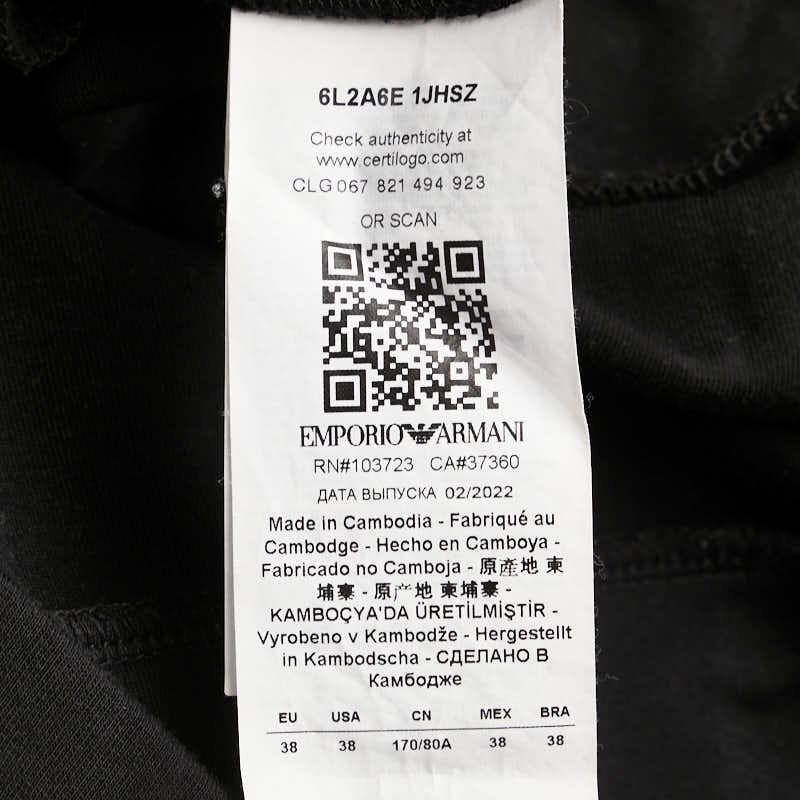 6L2A6E 1JHSZ
Check authenticity at
www.certilogo.com
CLG 067 821 494 923
OR SCAN
EMPORIO ARMANI
RN#103723 CA#37360
ДАТА ВЫПУСКА 02/2022
Made in Cambodia - Fabriqué au
Cambodge - Hecho en Camboya -
Fabricado no Camboja - 原產地 柬
埔寨 - 原产地 柬埔寨 -
KAMBOÇYA'DA ÜRETİLMİŞTİR -
Vyrobeno v Kambodže - Hergestellt
in Kambodscha - СДЕЛАНО В
Камбодже
EU USA CN MEX BRA
38 38 170/80A 38 38